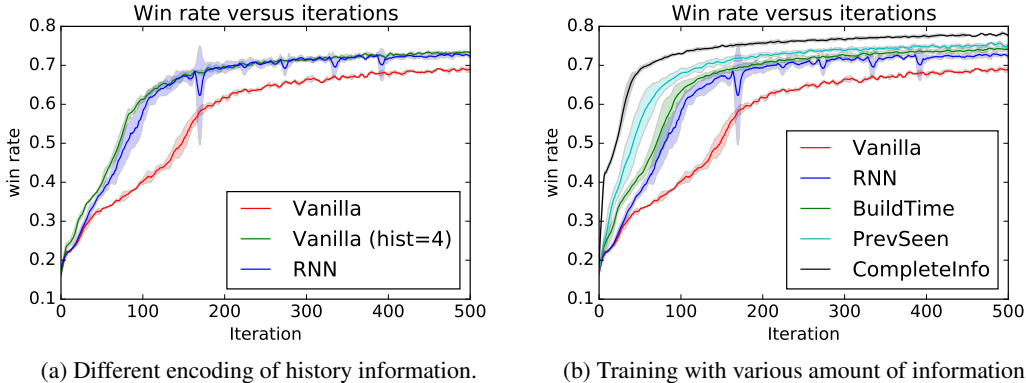 Win rate versus iterations
0.8
0.7
0.6
0.5
0.4
0.3
0.2
0.1
win rate
Vanilla
Vanilla (hist=4)
RNN
0 100 200 300 400 500
Iteration
(a) Different encoding of history information.
Win rate versus iterations
0.8
0.7
0.6
0.5
0.4
0.3
0.2
0.1
win rate
Vanilla
RNN
BuildTime
PrevSeen
CompleteInfo
0 100 200 300 400 500
Iteration
(b) Training with various amount of information